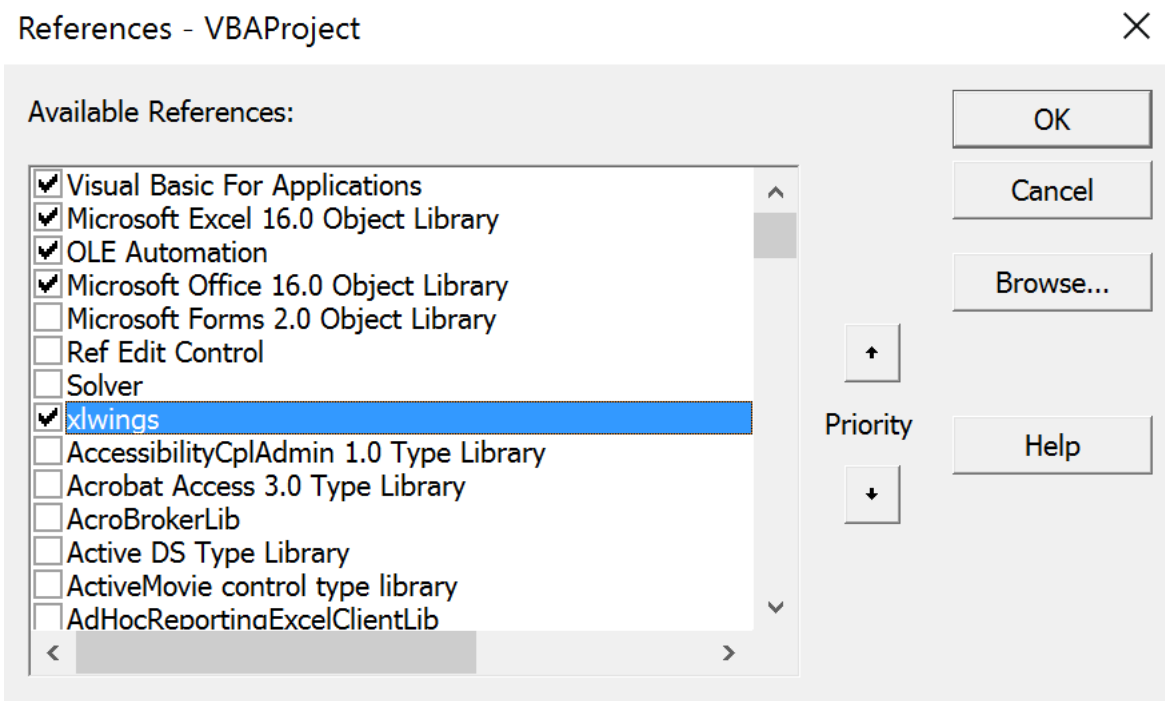 References - VBAProject
Available References:
Visual Basic For Applications
Microsoft Excel 16.0 Object Library
OLE Automation
Microsoft Office 16.0 Object Library
Microsoft Forms 2.0 Object Library
Ref Edit Control
Solver
xlwings
AccessibilityCplAdmin 1.0 Type Library
Acrobat Access 3.0 Type Library
AcroBrokerLib
Active DS Type Library
ActiveMovie control type library
AdHocReportingExcelClientLib
OK
Cancel
Browse...
Priority
Help